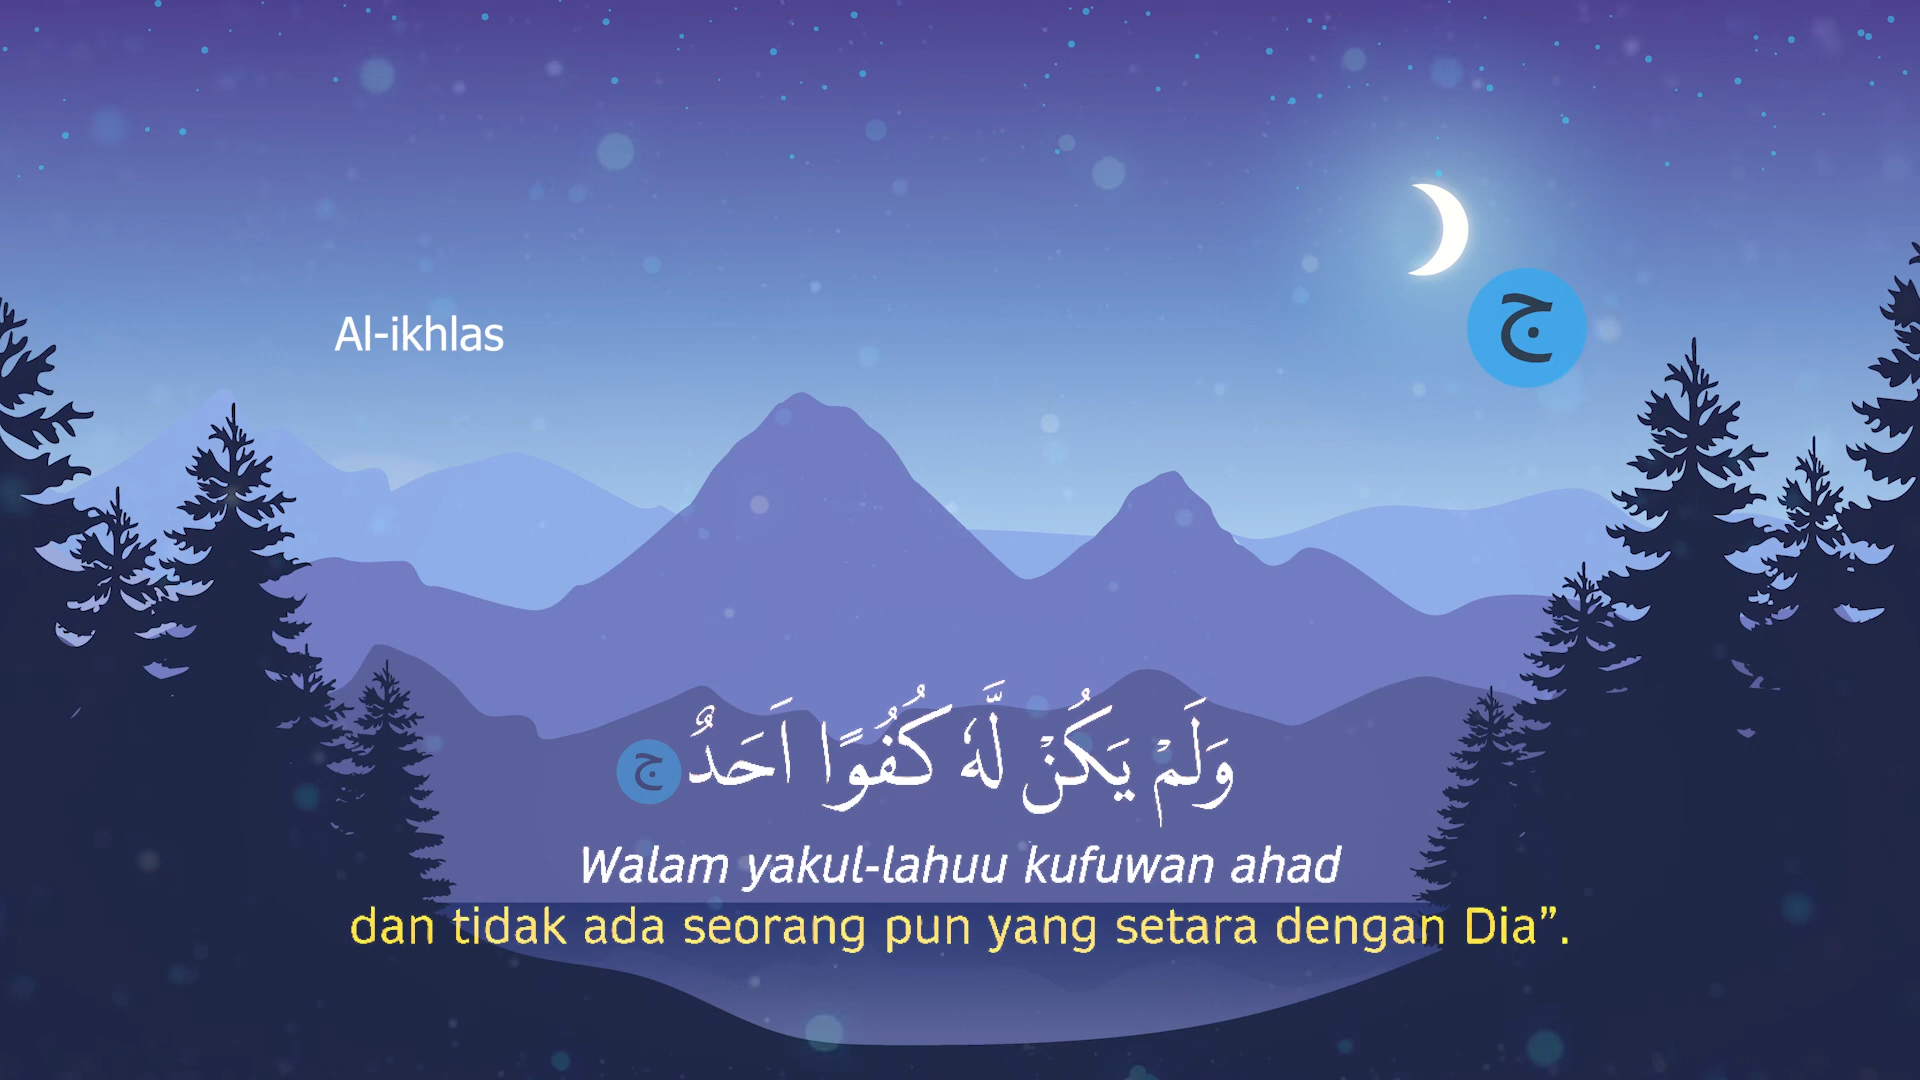 Al-ikhlas
ج
وَلَمْ يَكُنْ لَّهٗ كُفُوًا اَحَدٌ ࣖ ج
Walam yakul-lahuu kufuwan ahad
dan tidak ada seorang pun yang setara dengan Dia”.